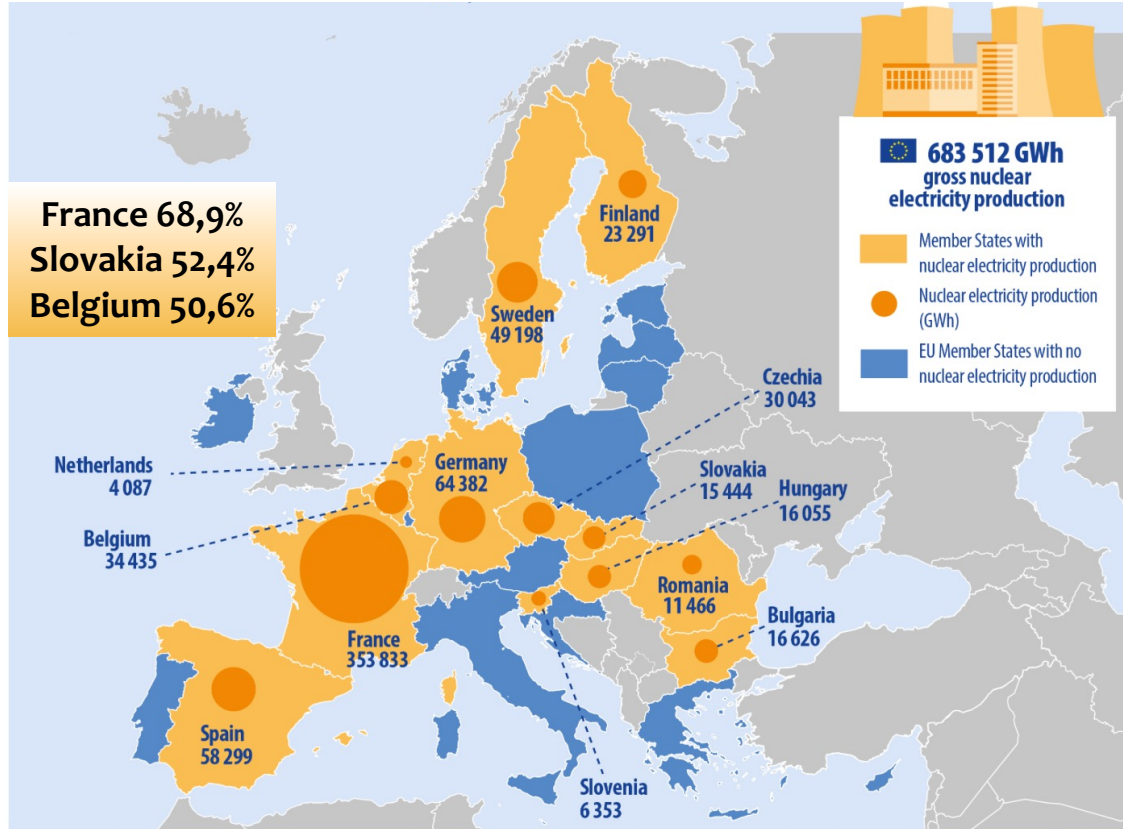 683 512 GWh
gross nuclear
electricity production
Member States with
nuclear electricity production
Nuclear electricity production
(GWh)
EU Member States with no
nuclear electricity production
France 68,9%
Slovakia 52,4%
Belgium 50,6%
Finland
23 291
Sweden
49 198
Czechia
30 043
Netherlands
4 087
Germany
64 382
Slovakia
15 444
Hungary
16 055
Belgium
34 435
Romania
11 466
Bulgaria
16 626
France
353 833
Spain
58 299
Slovenia
6 353